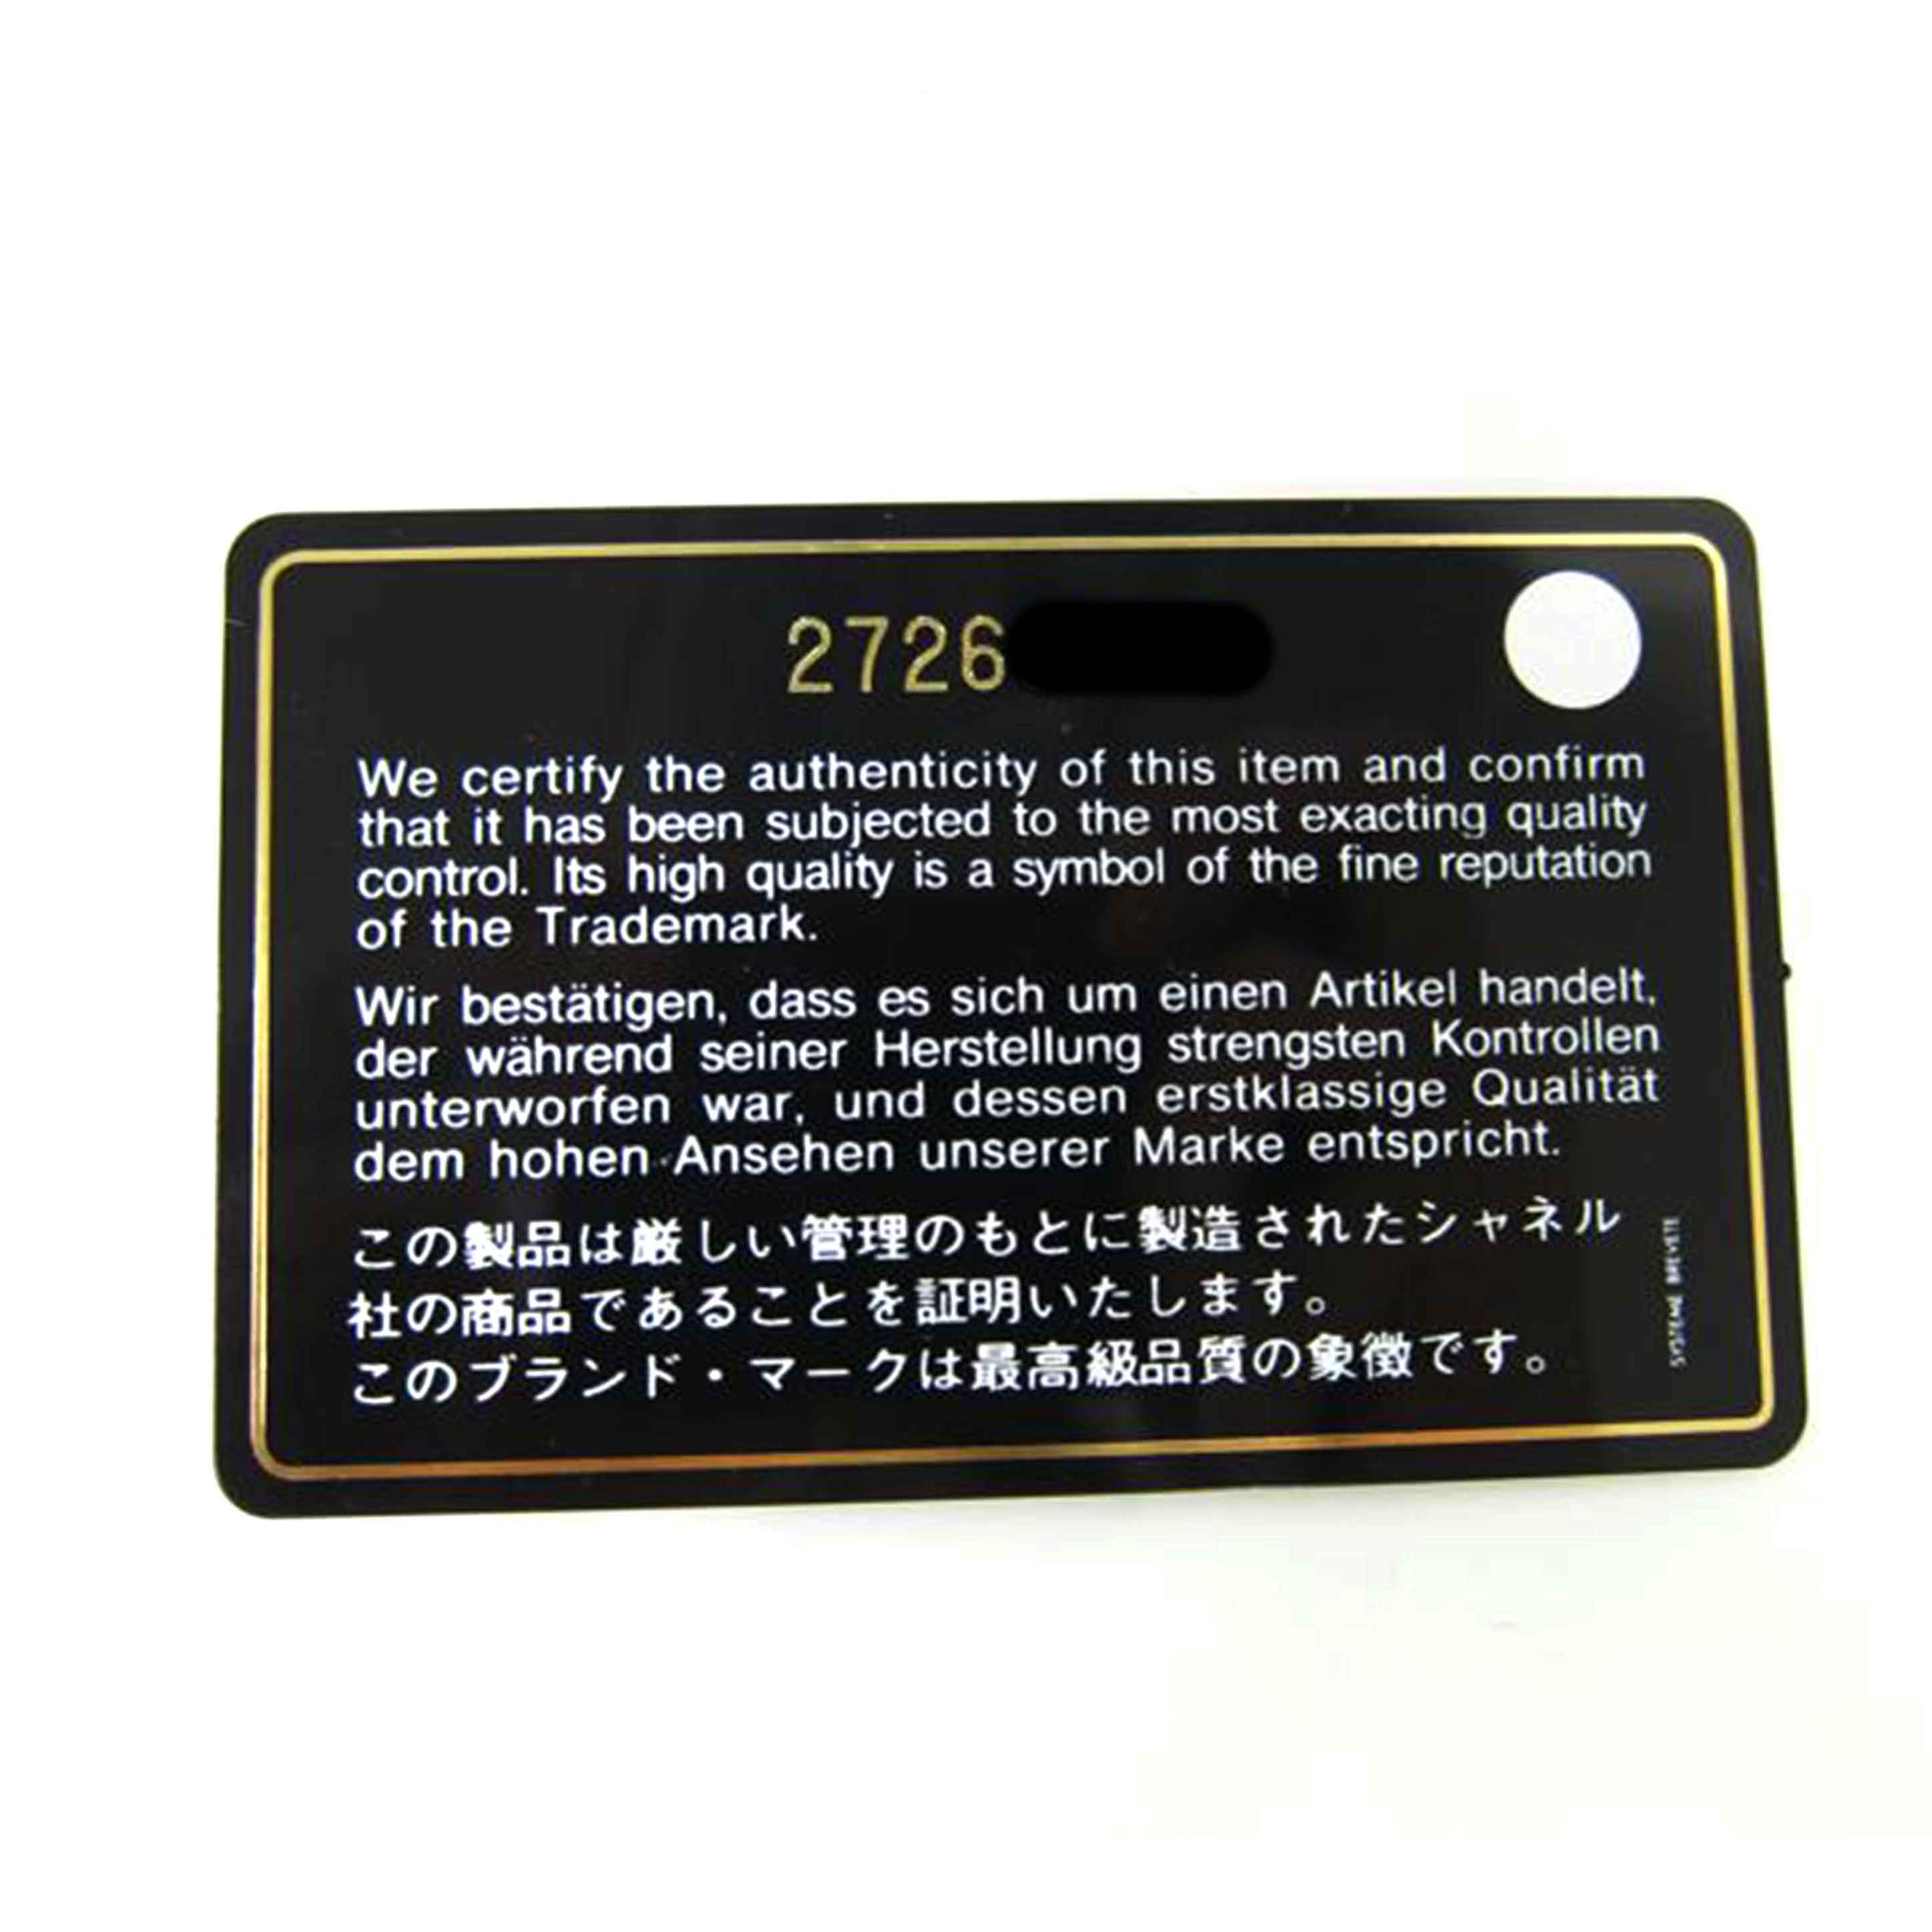 2726
We certify the authenticity of this item and confirm
that it has been subjected to the most exacting quality
control. Its high quality is a symbol of the fine reputation
of the Trademark.
Wir bestätigen, dass es sich um einen Artikel handelt,
der während seiner Herstellung strengsten Kontrollen
unterworfen war, und dessen erstklassige Qualität
dem hohen Ansehen unserer Marke entspricht.
この製品は厳しい管理のもとに製造されたシャネル
社の商品であることを証明いたします。
このブランド・マークは最高級品質の象徴です。
SYSTEME BREVETE